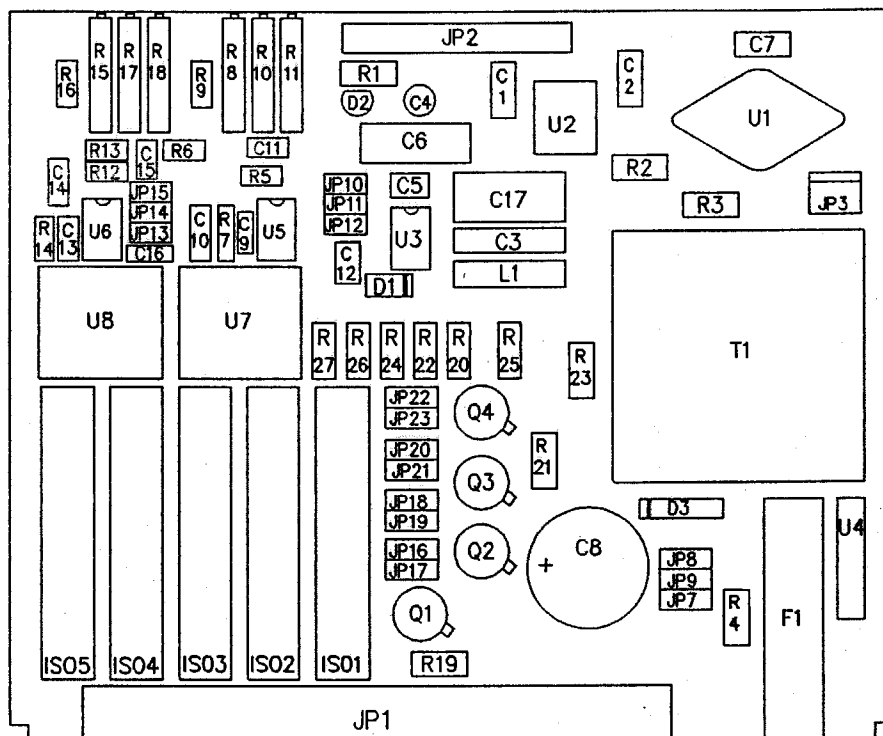 JP2
R 15
R 17
R 18
R 8
R 10
R 11
R 16
R 9
R1
D2
C4
C 1
C 2
C7
U1
U2
C6
R13
R12
C 15
R6
C11
R5
C 14
JP15
JP14
JP13
C16
JP10
JP11
JP12
C5
C17
R2
R3
JP3
R 14
C 13
U6
C 10
R 7
C 9
U5
C 12
U3
C3
L1
D1
U8
U7
R 27
R 26
R 24
R 22
R 20
R 25
R 23
T1
JP22
JP23
Q4
JP20
JP21
Q3
R 21
JP18
JP19
JP16
JP17
Q2
C8
+
D3
U4
JP8
JP9
JP7
R 4
F1
Q1
R19
ISO5
ISO4
ISO3
ISO2
ISO1
JP1